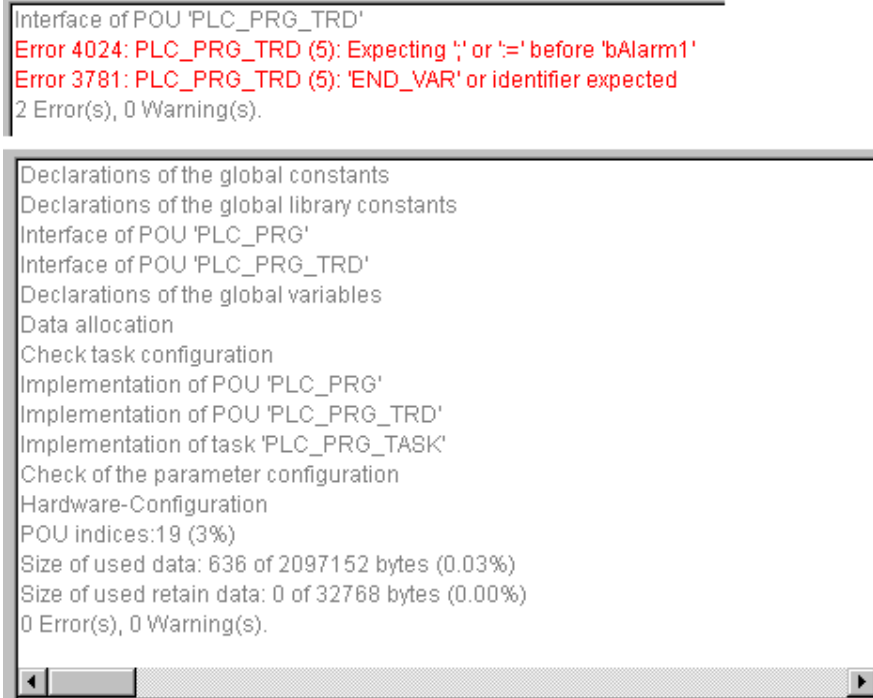 Interface of POU 'PLC_PRG_TRD'
Error 4024: PLC_PRG_TRD (5): Expecting ';' or ':=' before 'bAlarm1'
Error 3781: PLC_PRG_TRD (5): 'END_VAR' or identifier expected
2 Error(s), 0 Warning(s).
Declarations of the global constants
Declarations of the global library constants
Interface of POU 'PLC_PRG'
Interface of POU 'PLC_PRG_TRD'
Declarations of the global variables
Data allocation
Check task configuration
Implementation of POU 'PLC_PRG'
Implementation of POU 'PLC_PRG_TRD'
Implementation of task 'PLC_PRG_TASK'
Check of the parameter configuration
Hardware-Configuration
POU indices:19 (3%)
Size of used data: 636 of 2097152 bytes (0.03%)
Size of used retain data: 0 of 32768 bytes (0.00%)
0 Error(s), 0 Warning(s).